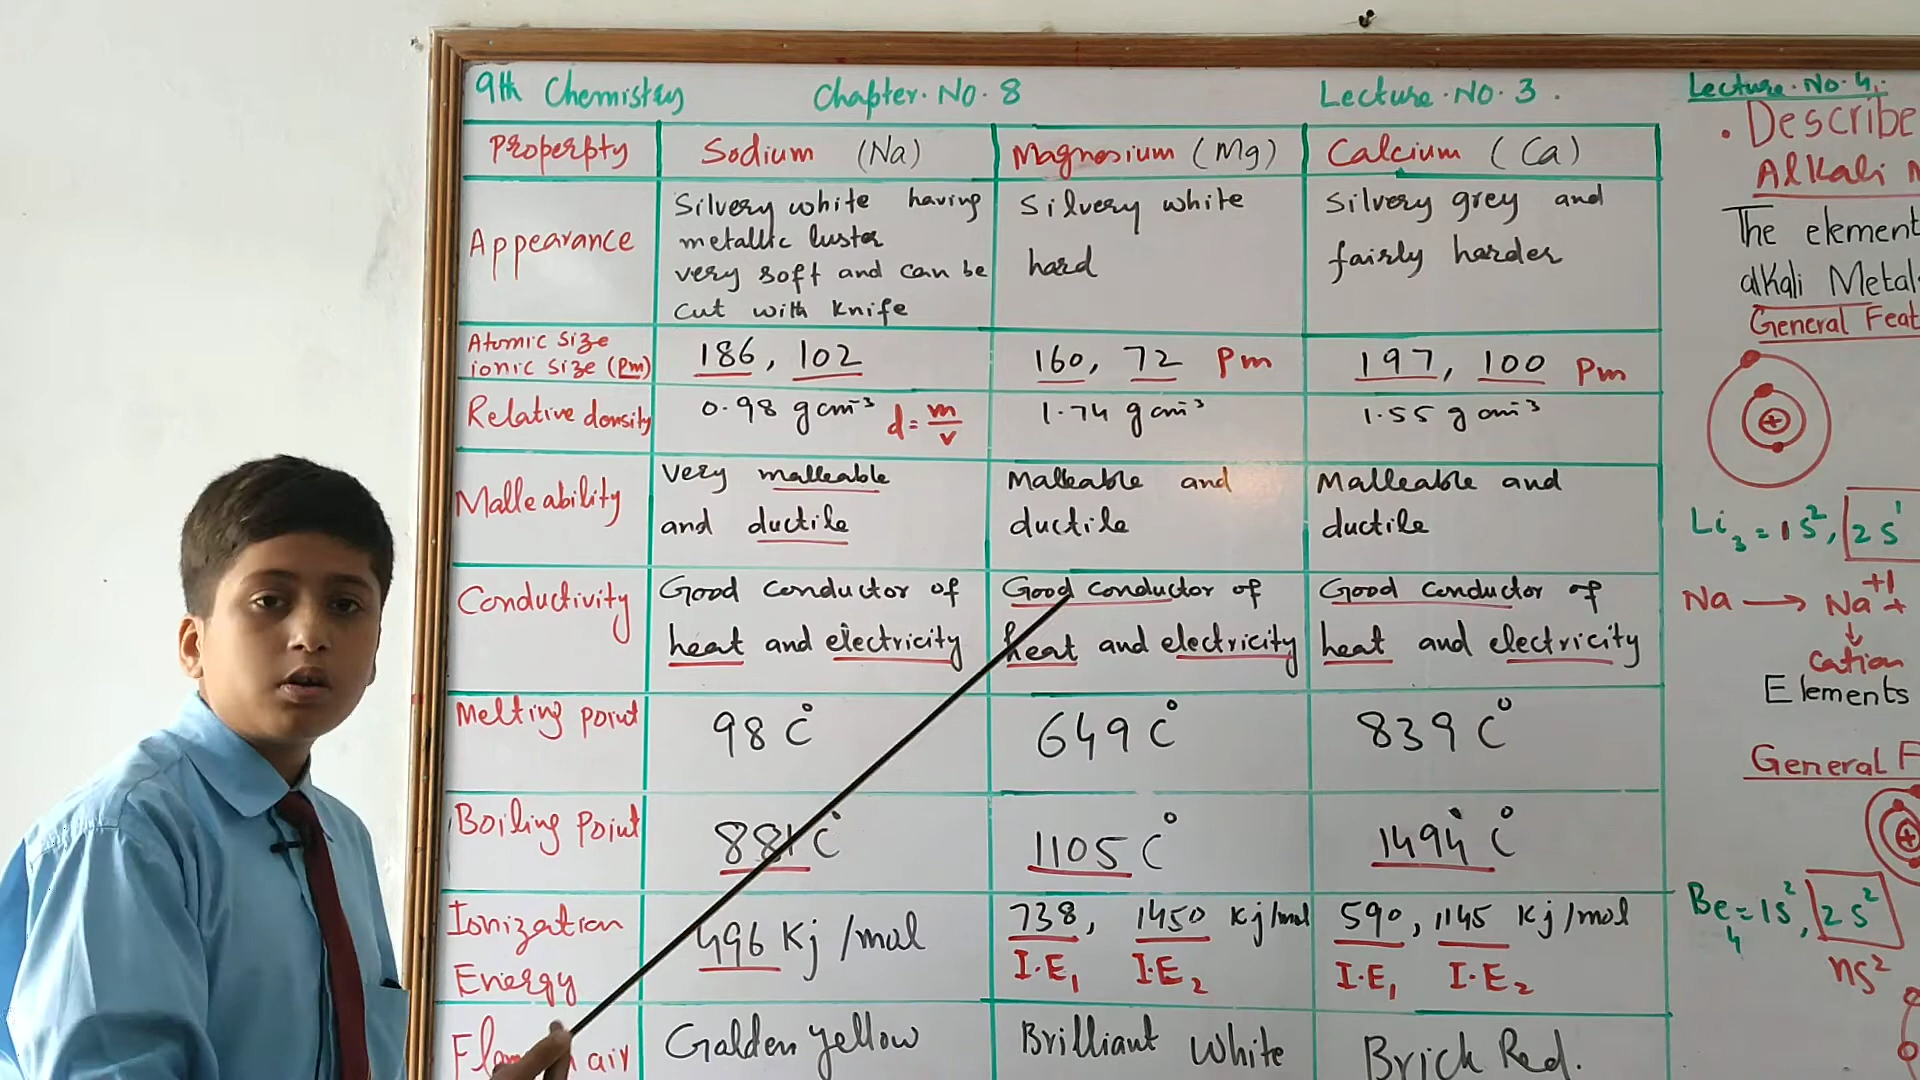 9th Chemistry Chapter. No. 8 Lecture. No. 3.
Properpty Sodium (Na) Magnesium (Mg) Calcium (Ca)
Appearance
Silvery white having
metallic luster
very soft and can be
cut with knife
Silvery white
hard
Silvery grey and
fairly harder
Atomic size
ionic size (Pm)
186, 102
160, 72 Pm
197, 100 Pm
Relative density
0.98 gcm⁻³ d = m/v
1.74 gcm⁻³
1.55 gcm⁻³
Malleability
Very malleable
and ductile
Malleable and
ductile
Malleable and
ductile
Conductivity
Good conductor of
heat and electricity
Good conductor of
heat and electricity
Good conductor of
heat and electricity
Melting point
98 C°
649 C°
839 C°
Boiling point
881 C°
1105 C°
1494 C°
Ionization
Energy
496 Kj/mol
738, 1450 Kj/mol
I.E₁ I.E₂
590, 1145 Kj/mol
I.E₁ I.E₂
air
Golden yellow
Brilliant white
Brick Red.
Lecture. No. 4.
• Describe
Alkali
The element
alkali Metal
General Feat
+
Li₃ = 1s², 2s¹
Na → Na⁺¹
Cation
Elements
General F
+
Be₄ = 1s², 2s²
ns²